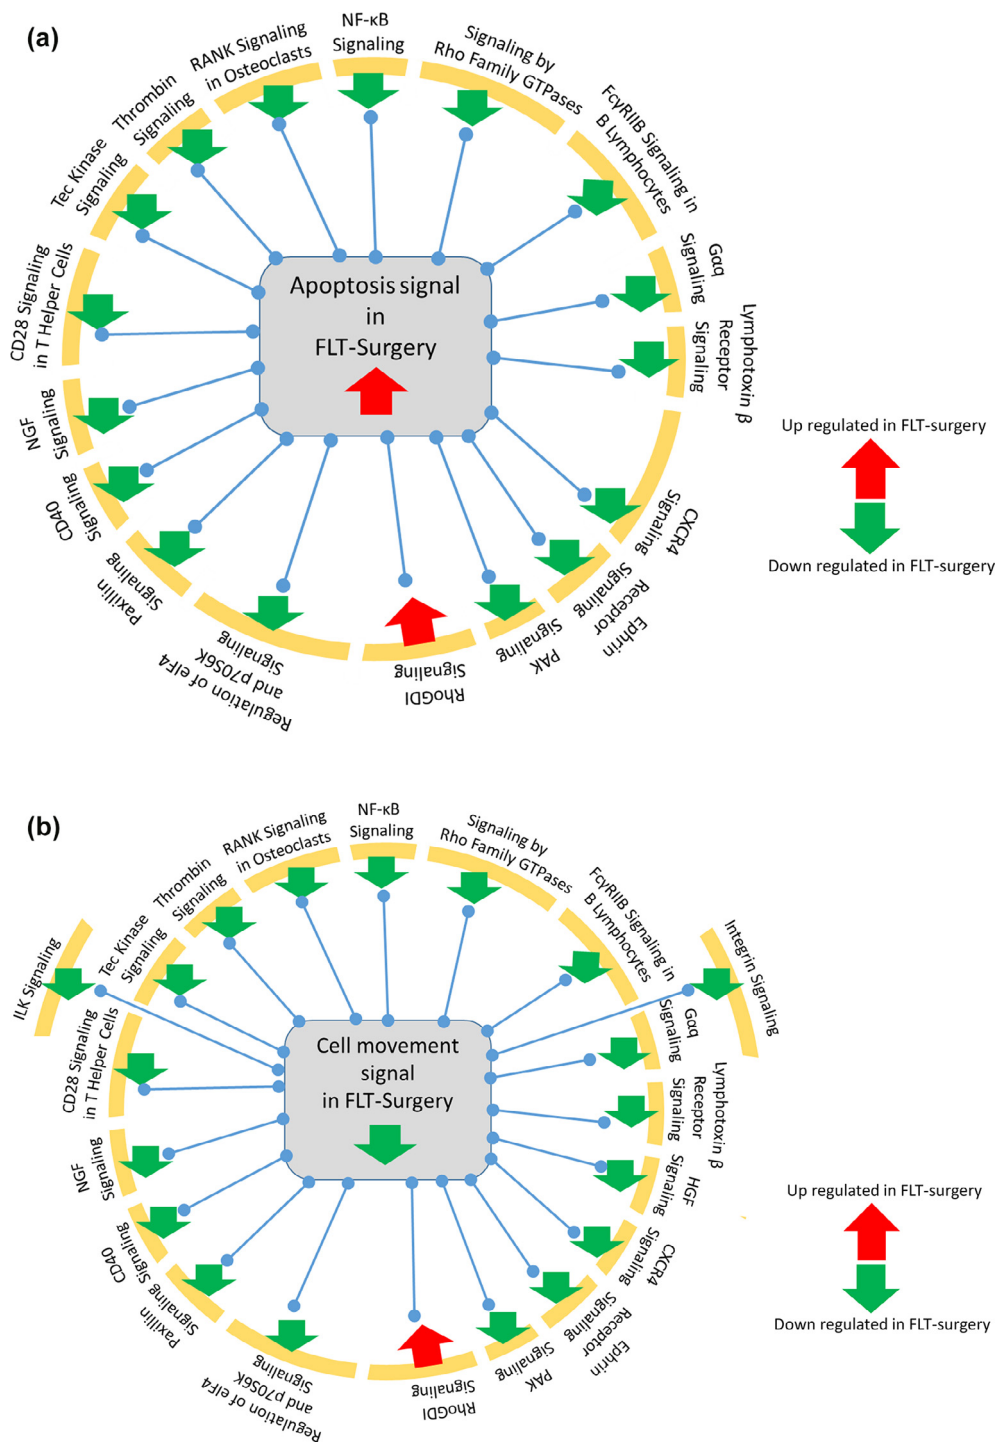 (a)
NF-κB
Signaling
Signaling by
Rho Family GTPases
FcγRIIB Signaling in
B Lymphocytes
Gαq
Signaling
Lymphotoxin β
Receptor
Signaling
CXCR4
Signaling
Ephrin
Receptor
Signaling
PAK
Signaling
RhoGDI
Signaling
Regulation of eIF4
and p70S6K
Signaling
Paxillin
Signaling
CD40
Signaling
NGF
Signaling
CD28 Signaling
in T Helper Cells
Tec Kinase
Signaling
Thrombin
Signaling
RANK Signaling
in Osteoclasts
Apoptosis signal
in
FLT-Surgery
Up regulated in FLT-surgery
Down regulated in FLT-surgery
(b)
NF-κB
Signaling
Signaling by
Rho Family GTPases
FcγRIIB Signaling in
B Lymphocytes
Integrin Signaling
Gαq
Signaling
Lymphotoxin β
Receptor
Signaling
HGF
Signaling
CXCR4
Signaling
Ephrin
Receptor
Signaling
PAK
Signaling
RhoGDI
Signaling
Regulation of eIF4
and p70S6K
Signaling
Paxillin
Signaling
CD40
Signaling
NGF
Signaling
CD28 Signaling
in T Helper Cells
ILK Signaling
Tec Kinase
Signaling
Thrombin
Signaling
RANK Signaling
in Osteoclasts
Cell movement
signal
in FLT-Surgery
Up regulated in FLT-surgery
Down regulated in FLT-surgery